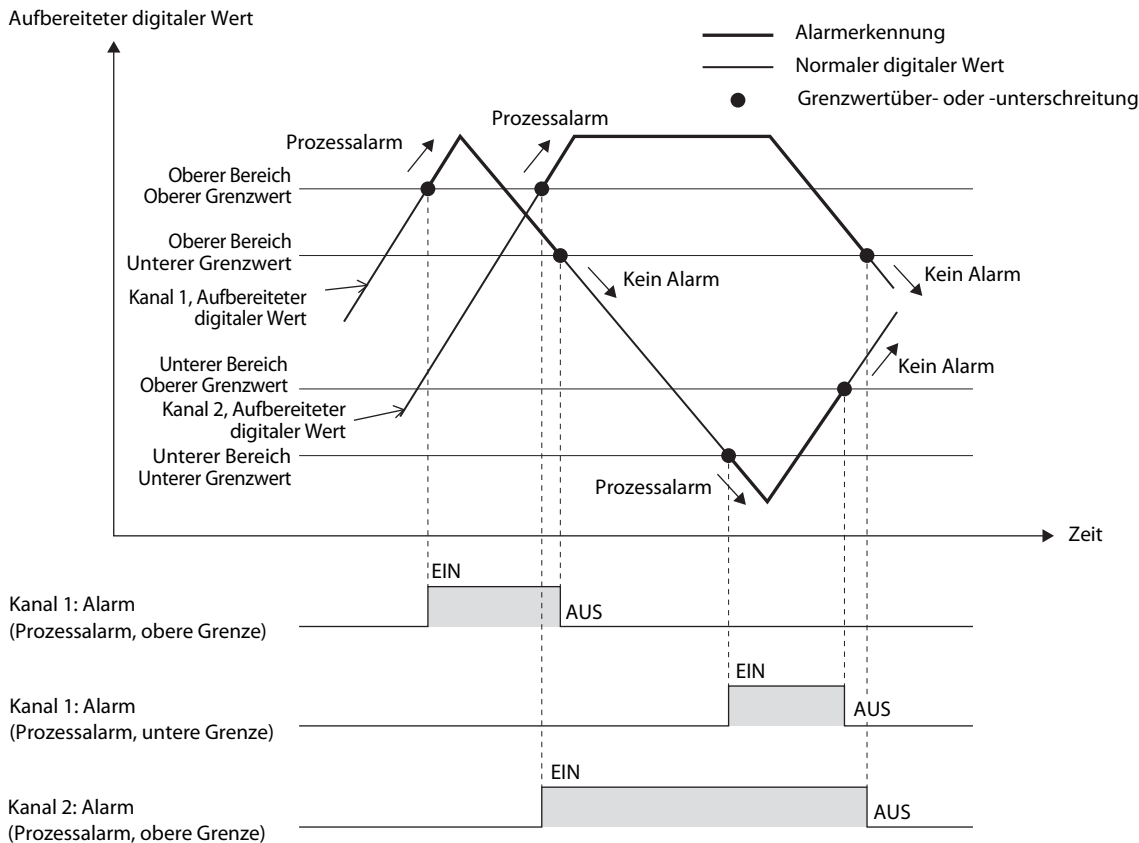 Aufbereiteter digitaler Wert
Alarmerkennung
Normaler digitaler Wert
Grenzwertüber- oder -unterschreitung
Prozessalarm
Prozessalarm
Oberer Bereich
Oberer Grenzwert
Oberer Bereich
Unterer Grenzwert
Kein Alarm
Kein Alarm
Kanal 1, Aufbereiteter
digitaler Wert
Unterer Bereich
Oberer Grenzwert
Kein Alarm
Kanal 2, Aufbereiteter
digitaler Wert
Unterer Bereich
Unterer Grenzwert
Prozessalarm
Zeit
EIN
Kanal 1: Alarm
(Prozessalarm, obere Grenze)
AUS
EIN
Kanal 1: Alarm
(Prozessalarm, untere Grenze)
AUS
EIN
Kanal 2: Alarm
(Prozessalarm, obere Grenze)
AUS